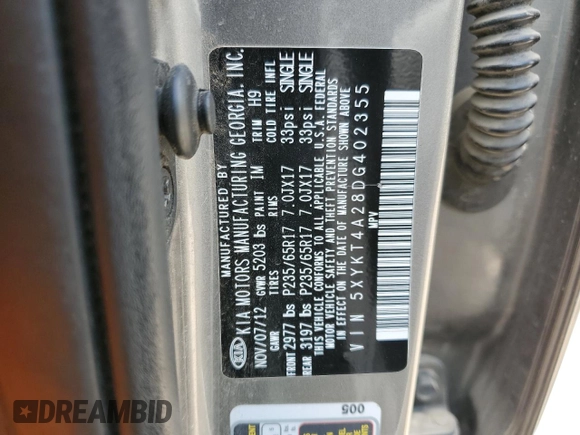 MANUFACTURED BY
KIA KIA MOTORS MANUFACTURING GEORGIA, INC.
NOV/07/12 GVWR 5203 lbs PAINT IM TRIM H9
GAWR TIRES RIMS COLD TIRE INFL
FRONT 2977 lbs P235/65R17 7.0JX17 33psi SINGLE
REAR 3197 lbs P235/65R17 7.0JX17 33psi SINGLE
THIS VEHICLE CONFORMS TO ALL APPLICABLE U.S.A. FEDERAL
MOTOR VEHICLE SAFETY AND THEFT PREVENTION STANDARDS
IN EFFECT ON THE DATE OF MANUFACTURE SHOWN ABOVE
VIN 5XYKT4A28DG402355
MPV
005
DREAMBID